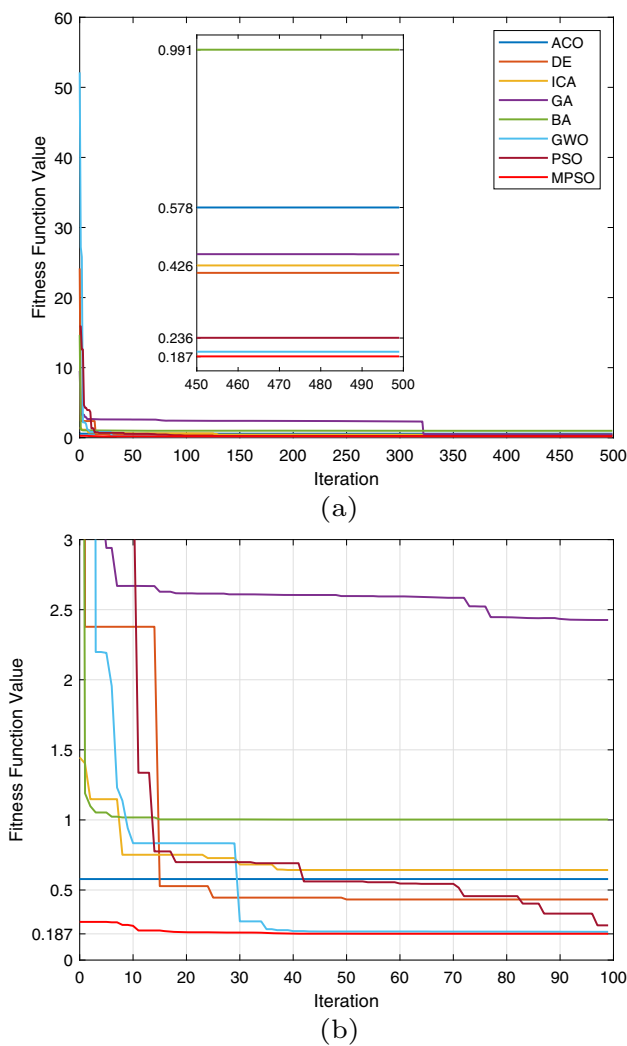 60
50
40
30
20
10
0
Fitness Function Value
0.991
0.578
0.426
0.236
0.187
450 460 470 480 490 500
ACO
DE
ICA
GA
BA
GWO
PSO
MPSO
0 50 100 150 200 250 300 350 400 450 500
Iteration
(a)
3
2.5
2
1.5
1
0.5
0.187
0
Fitness Function Value
0 10 20 30 40 50 60 70 80 90 100
Iteration
(b)